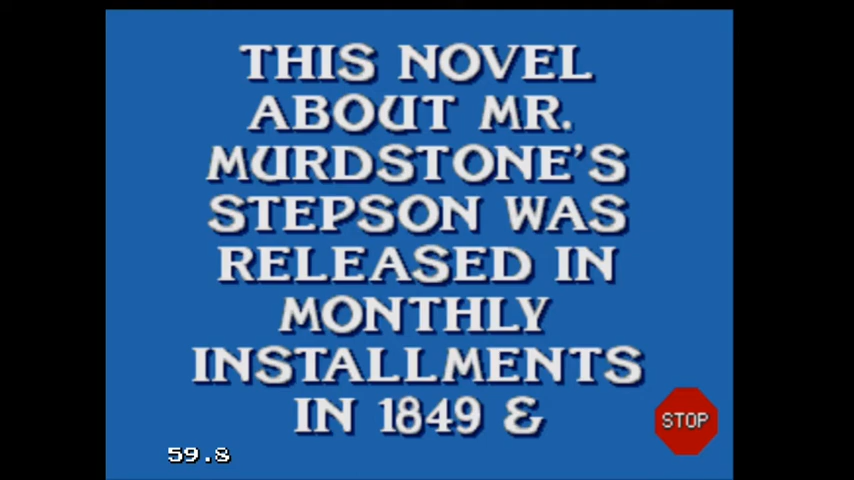 THIS NOVEL
ABOUT MR.
MURDSTONE'S
STEPSON WAS
RELEASED IN
MONTHLY
INSTALLMENTS
IN 1849 &
STOP
59.8